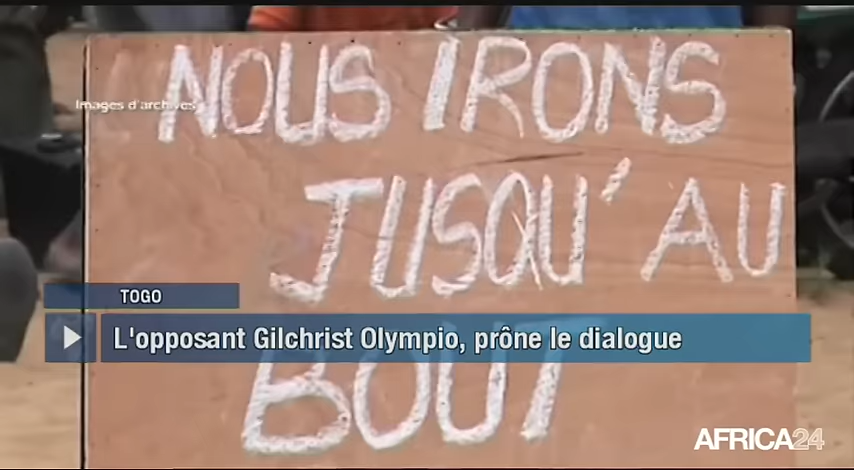 NOUS IRONS
Images d'archives
JUSQU'AU
TOGO
L'opposant Gilchrist Olympio, prône le dialogue
BOUT
AFRICA24